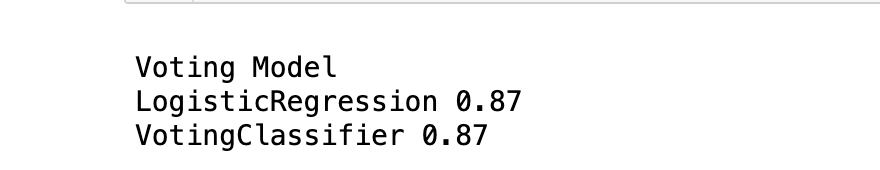 Voting Model
LogisticRegression 0.87
VotingClassifier 0.87